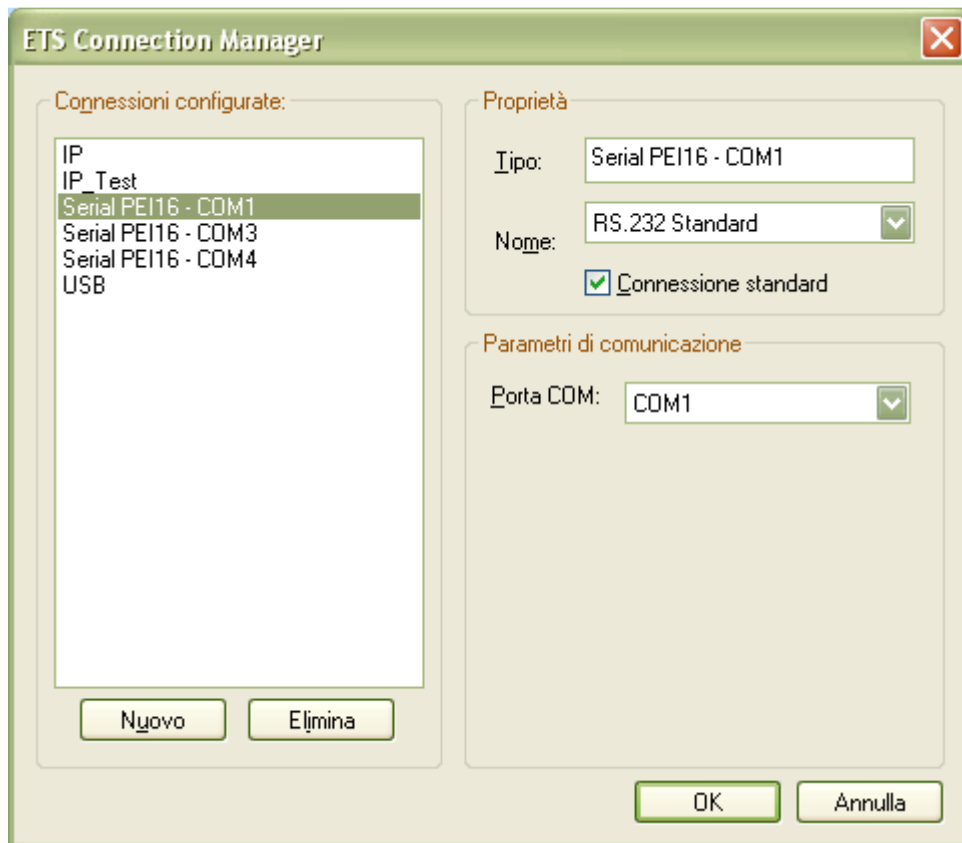 ETS Connection Manager
Connessioni configurate:
IP
IP_Test
Serial PEI16 - COM1
Serial PEI16 - COM3
Serial PEI16 - COM4
USB
Nuovo
Elimina
Proprietà
Tipo:
Serial PEI16 - COM1
Nome:
RS.232 Standard
Connessione standard
Parametri di comunicazione
Porta COM:
COM1
OK
Annulla